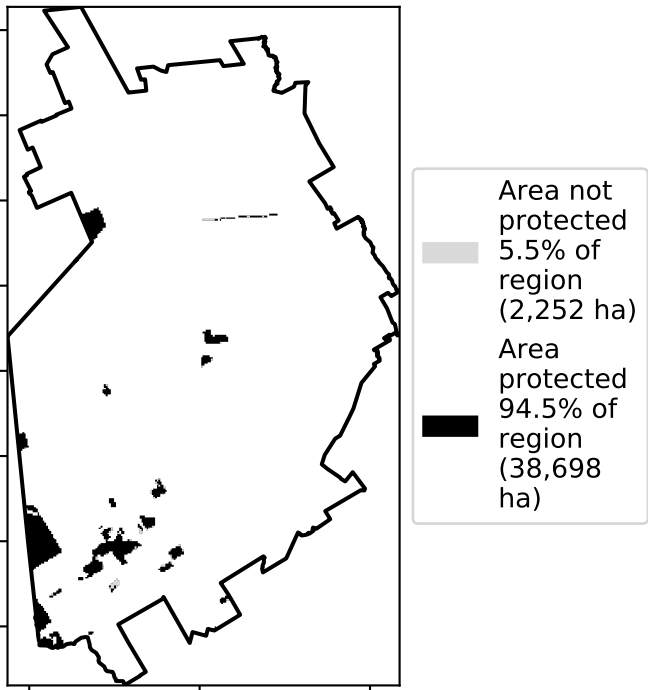 Area not
protected
5.5% of
region
(2,252 ha)
Area
protected
94.5% of
region
(38,698
ha)